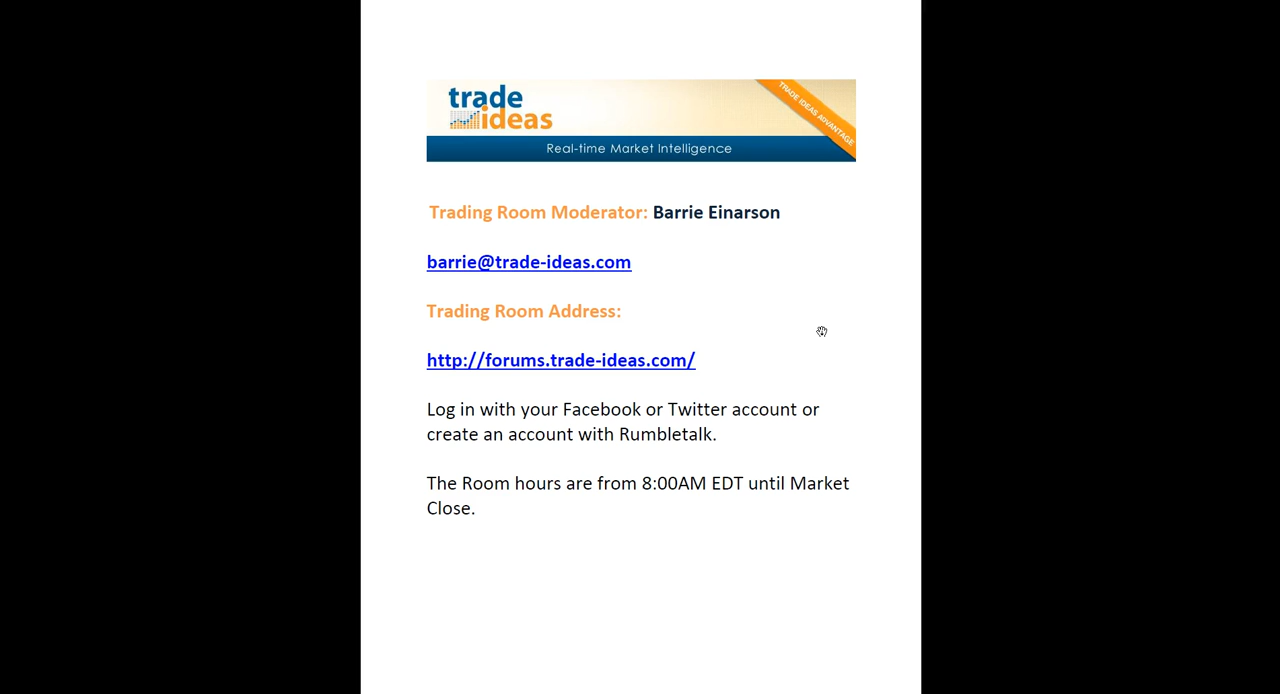 trade
ideas
TRADE IDEAS ADVANTAGE
Real-time Market Intelligence
Trading Room Moderator: Barrie Einarson
barrie@trade-ideas.com
Trading Room Address:
http://forums.trade-ideas.com/
Log in with your Facebook or Twitter account or
create an account with Rumbletalk.
The Room hours are from 8:00AM EDT until Market
Close.